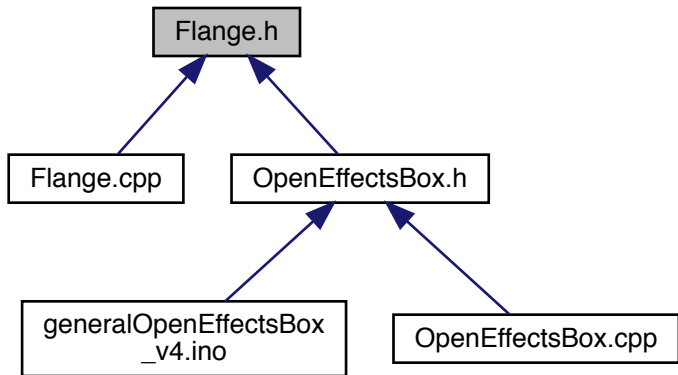 Flange.h
Flange.cpp
OpenEffectsBox.h
generalOpenEffectsBox
_v4.ino
OpenEffectsBox.cpp